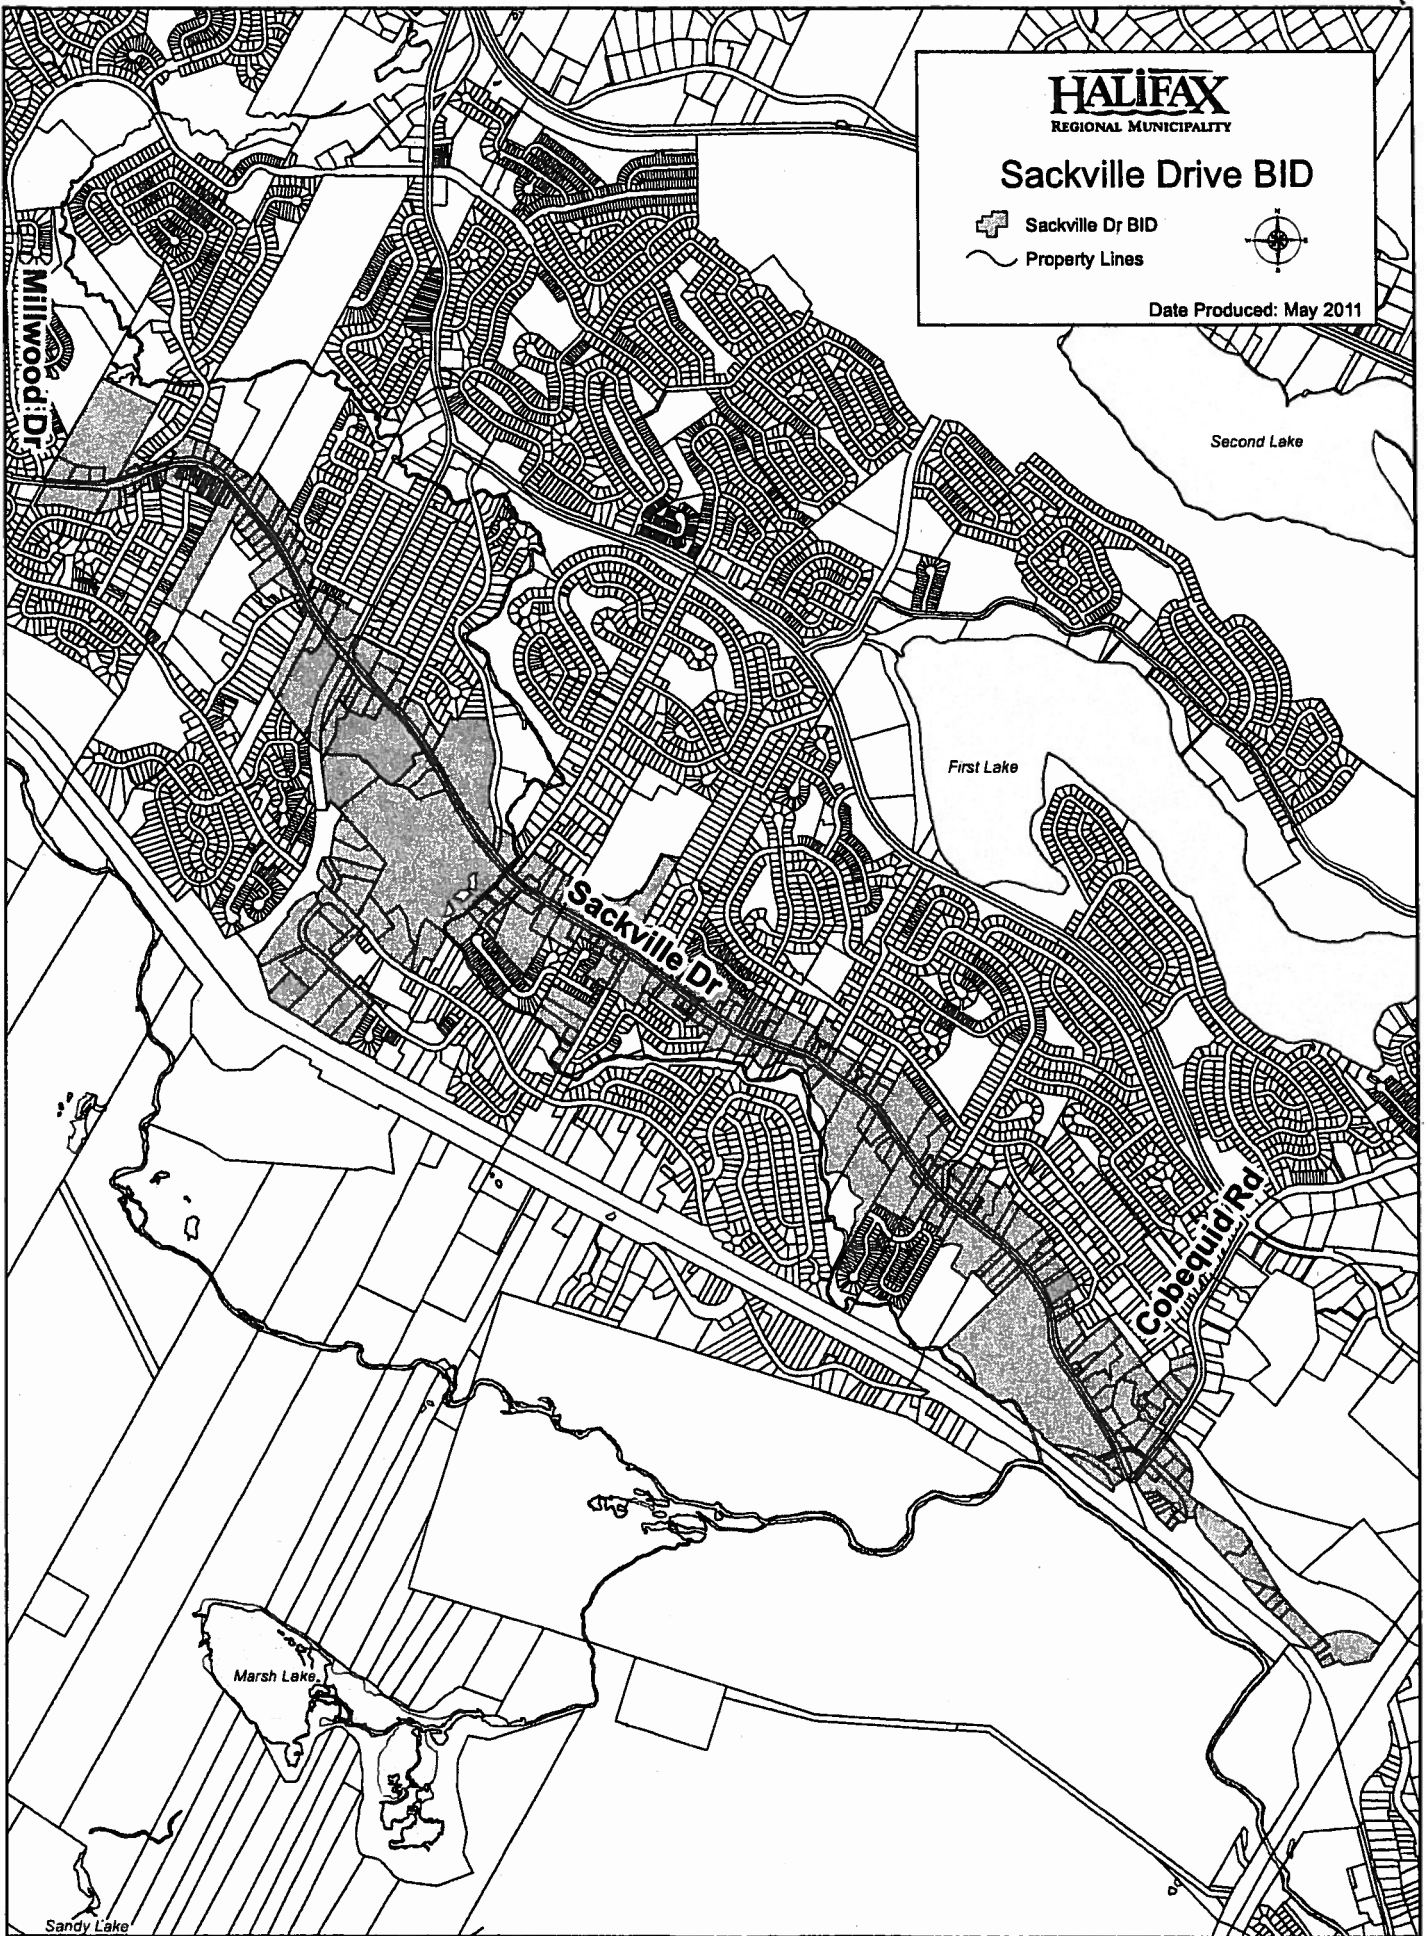 HALIFAX
REGIONAL MUNICIPALITY
Sackville Drive BID
Sackville Dr BID
Property Lines
N
W
E
S
Date Produced: May 2011
Millwood Dr
Second Lake
First Lake
Sackville Dr
Cobequid Rd
Marsh Lake
Sandy Lake